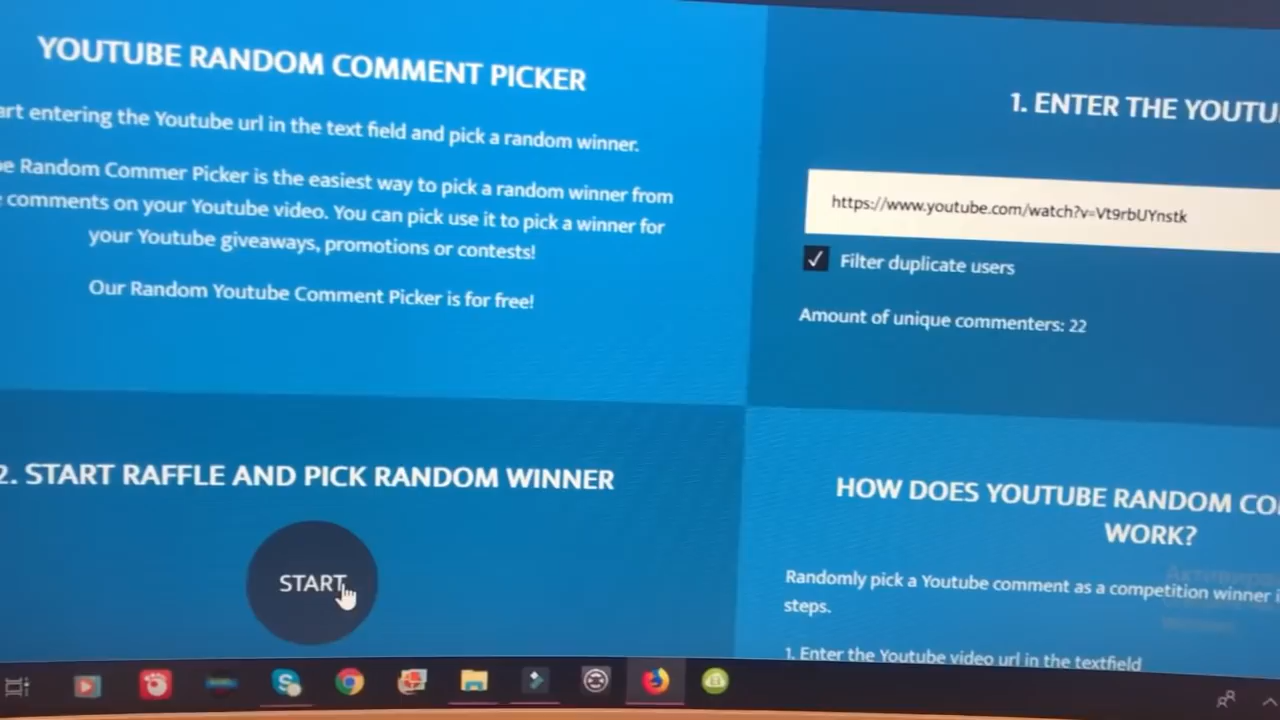 YOUTUBE RANDOM COMMENT PICKER
art entering the Youtube url in the text field and pick a random winner.
e Random Commer Picker is the easiest way to pick a random winner from
comments on your Youtube video. You can pick use it to pick a winner for
your Youtube giveaways, promotions or contests!
Our Random Youtube Comment Picker is for free!
1. ENTER THE YOUTU
https://www.youtube.com/watch?v=Vt9rbUYnstk
Filter duplicate users
Amount of unique commenters: 22
2. START RAFFLE AND PICK RANDOM WINNER
START
HOW DOES YOUTUBE RANDOM CO
WORK?
Randomly pick a Youtube comment as a competition winner i
steps.
1. Enter the Youtube video url in the textfield